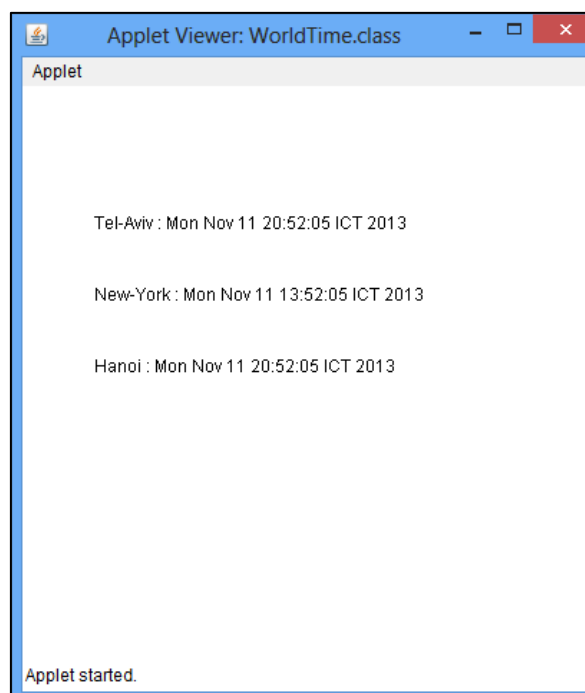 Applet Viewer: WorldTime.class
Applet
Tel-Aviv : Mon Nov 11 20:52:05 ICT 2013
New-York : Mon Nov 11 13:52:05 ICT 2013
Hanoi : Mon Nov 11 20:52:05 ICT 2013
Applet started.